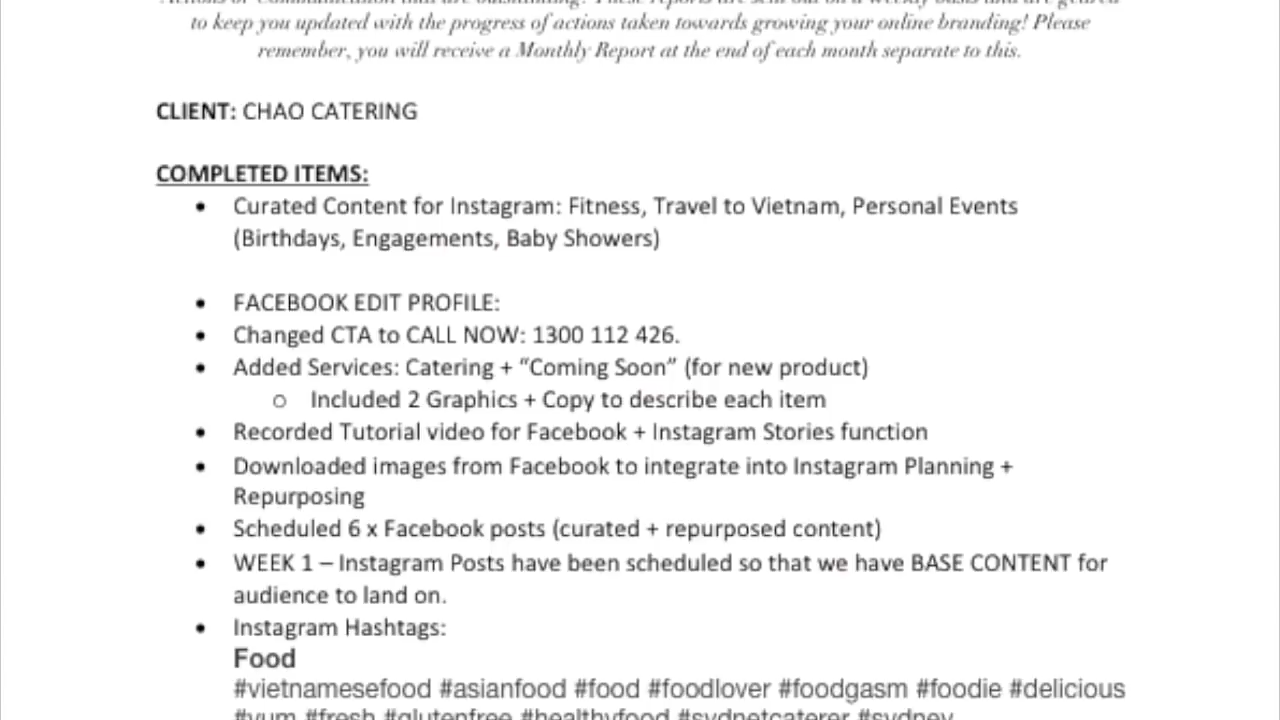 to keep you updated with the progress of actions taken towards growing your online branding! Please
remember, you will receive a Monthly Report at the end of each month separate to this.
CLIENT: CHAO CATERING
COMPLETED ITEMS:
• Curated Content for Instagram: Fitness, Travel to Vietnam, Personal Events
(Birthdays, Engagements, Baby Showers)
• FACEBOOK EDIT PROFILE:
• Changed CTA to CALL NOW: 1300 112 426.
• Added Services: Catering + “Coming Soon” (for new product)
o Included 2 Graphics + Copy to describe each item
• Recorded Tutorial video for Facebook + Instagram Stories function
• Downloaded images from Facebook to integrate into Instagram Planning +
Repurposing
• Scheduled 6 x Facebook posts (curated + repurposed content)
• WEEK 1 – Instagram Posts have been scheduled so that we have BASE CONTENT for
audience to land on.
• Instagram Hashtags:
Food
#vietnamesefood #asianfood #food #foodlover #foodgasm #foodie #delicious
#yum #fresh #glutenfree #healthyfood #sydnetcaterer #sydney